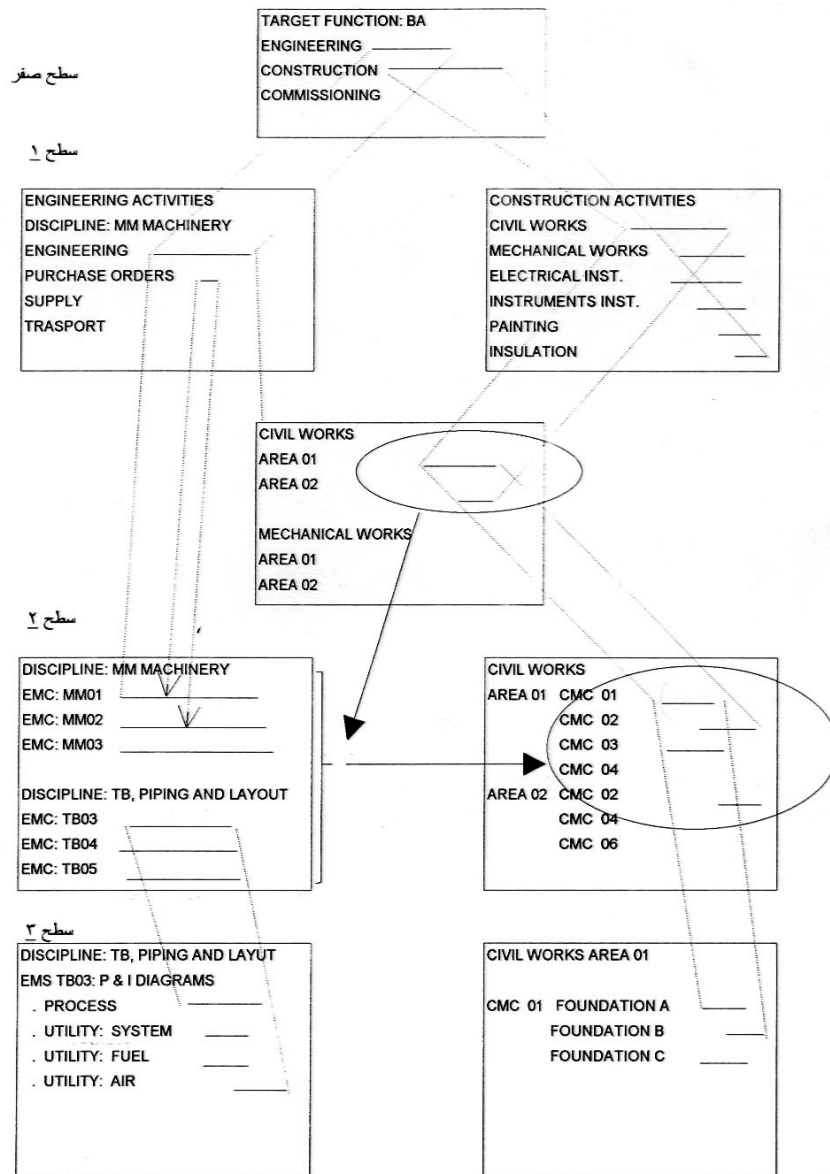 TARGET FUNCTION: BA
ENGINEERING
CONSTRUCTION
COMMISSIONING
سطح صفر
سطح ۱
ENGINEERING ACTIVITIES
DISCIPLINE: MM MACHINERY
ENGINEERING
PURCHASE ORDERS
SUPPLY
TRASPORT
CONSTRUCTION ACTIVITIES
CIVIL WORKS
MECHANICAL WORKS
ELECTRICAL INST.
INSTRUMENTS INST.
PAINTING
INSULATION
CIVIL WORKS
AREA 01
AREA 02
MECHANICAL WORKS
AREA 01
AREA 02
سطح ۲
DISCIPLINE: MM MACHINERY
EMC: MM01
EMC: MM02
EMC: MM03
DISCIPLINE: TB, PIPING AND LAYOUT
EMC: TB03
EMC: TB04
EMC: TB05
CIVIL WORKS
AREA 01 CMC 01
CMC 02
CMC 03
CMC 04
AREA 02 CMC 02
CMC 04
CMC 06
سطح ۳
DISCIPLINE: TB, PIPING AND LAYUT
EMS TB03: P & I DIAGRAMS
. PROCESS
. UTILITY: SYSTEM
. UTILITY: FUEL
. UTILITY: AIR
CIVIL WORKS AREA 01
CMC 01 FOUNDATION A
FOUNDATION B
FOUNDATION C